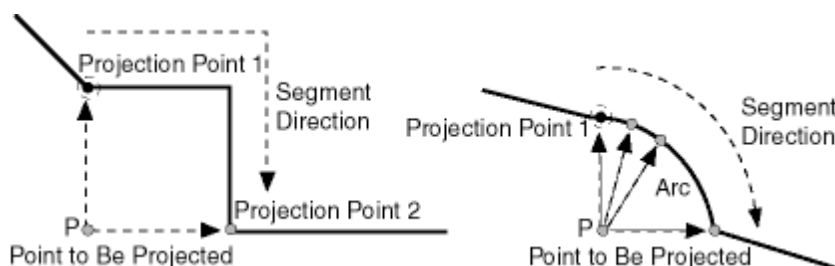 Projection Point 1
Segment
Direction
P
Projection Point 2
Point to Be Projected
Projection Point 1
Segment
Direction
Arc
P
Point to Be Projected